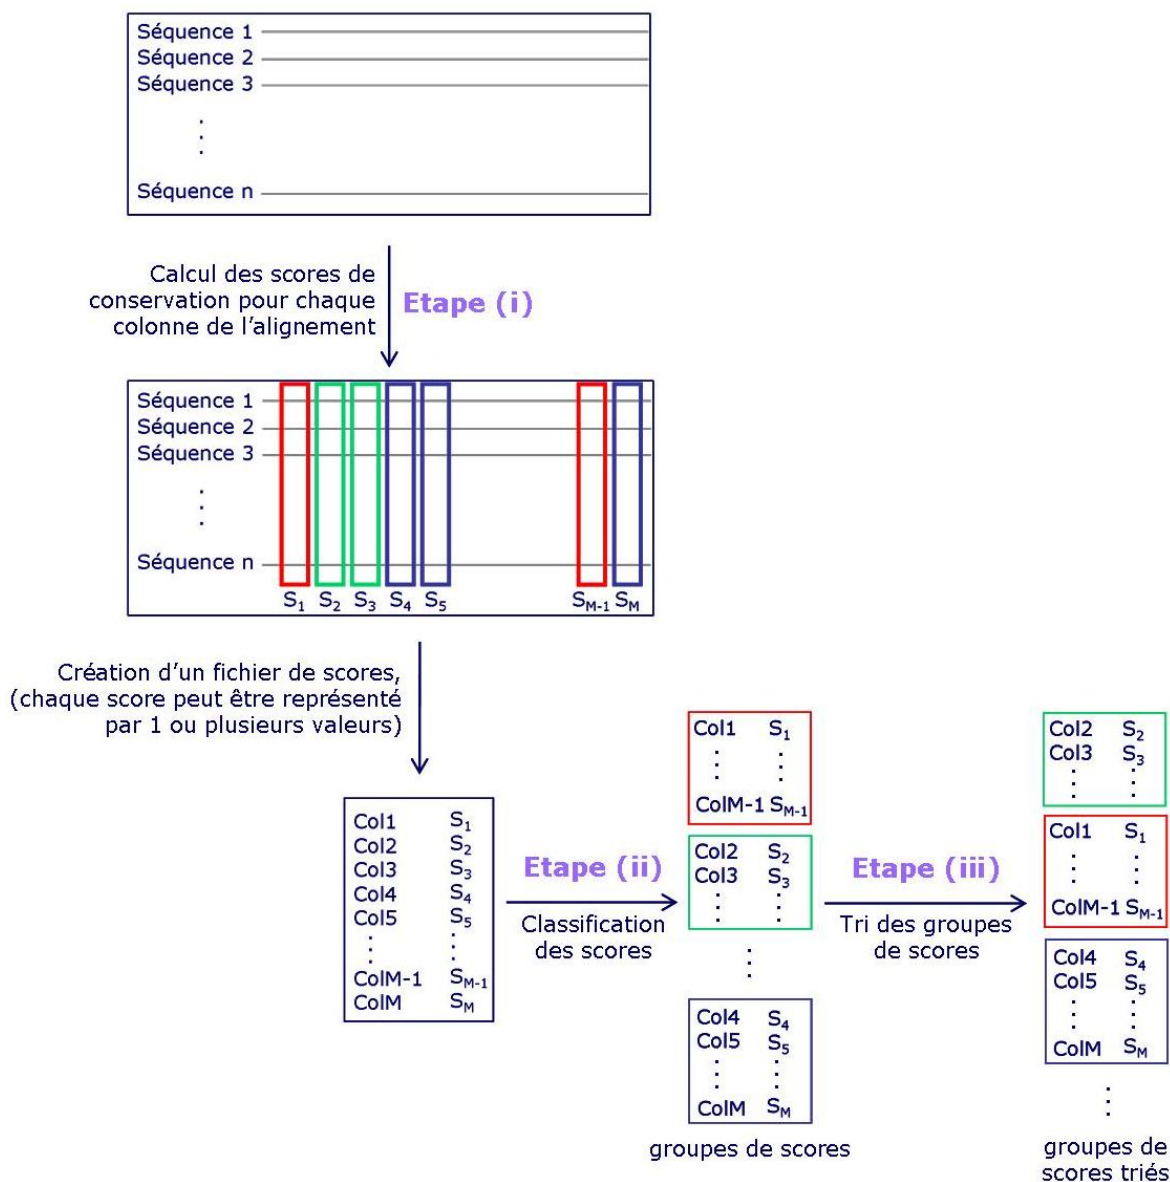 Séquence 1
Séquence 2
Séquence 3
Séquence n
Calcul des scores de
conservation pour chaque
colonne de l'alignement
Etape (i)
Séquence 1
Séquence 2
Séquence 3
Séquence n
S1 S2 S3 S4 S5 SM-1 SM
Création d'un fichier de scores,
(chaque score peut être représenté
par 1 ou plusieurs valeurs)
Col1 S1
Col2 S2
Col3 S3
Col4 S4
Col5 S5
ColM-1 SM-1
ColM SM
Etape (ii)
Classification
des scores
Col1 S1
ColM-1 SM-1
Col2 S2
Col3 S3
Col4 S4
Col5 S5
ColM SM
groupes de scores
Etape (iii)
Tri des groupes
de scores
Col2 S2
Col3 S3
Col1 S1
ColM-1 SM-1
Col4 S4
Col5 S5
ColM SM
groupes de
scores triés